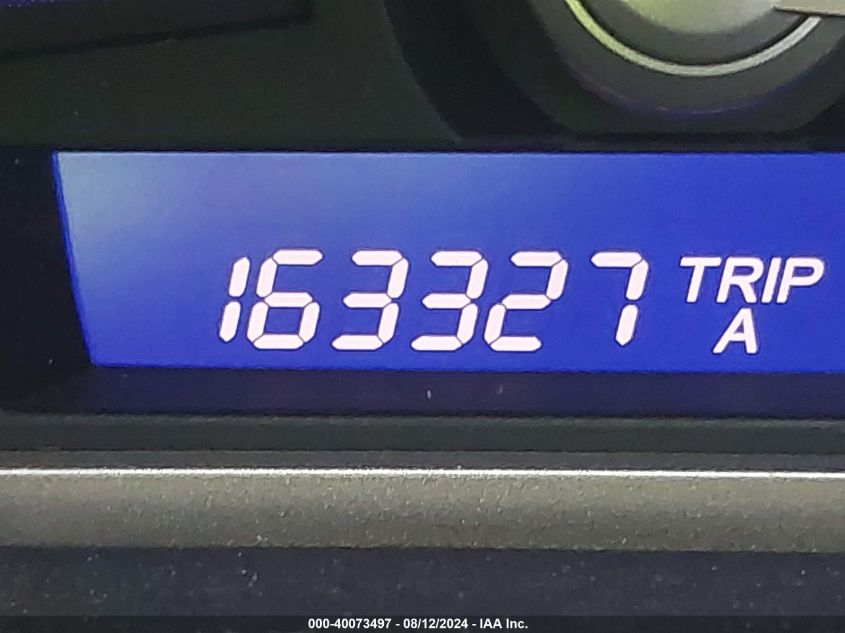 163327 TRIP
A
000-40073497 - 08/12/2024 - IAA Inc.